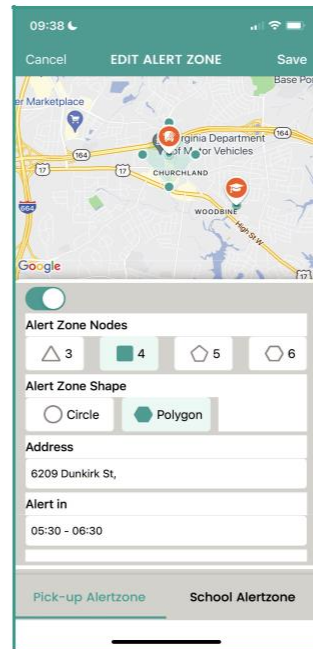 09:38
Cancel EDIT ALERT ZONE Save
Base Po
er Marketplace
rginia Department
of Motor Vehicles
164
164
17
17
CHURCHLAND
664
WOODBINE
High St W
Google
17
Alert Zone Nodes
3 4 5 6
Alert Zone Shape
Circle Polygon
Address
6209 Dunkirk St,
Alert in
05:30 - 06:30
Pick-up Alertzone School Alertzone